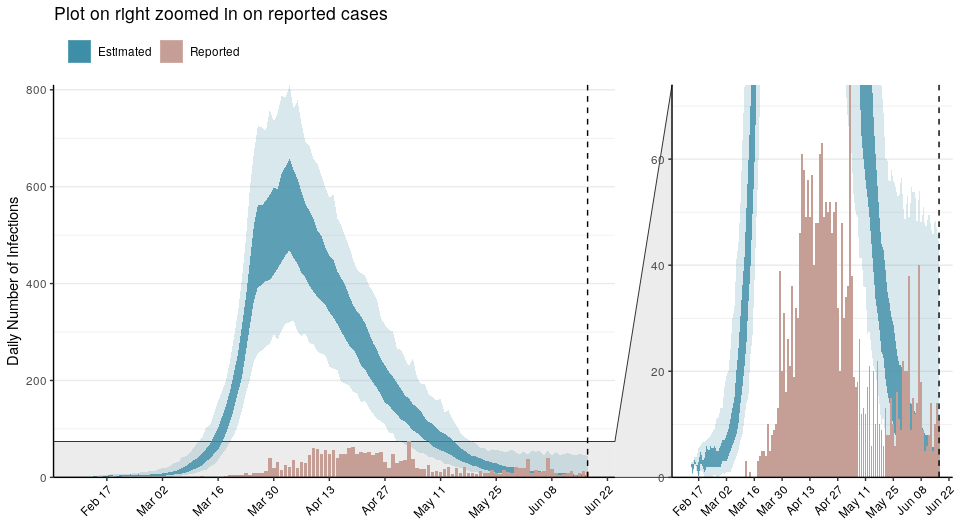 Plot on right zoomed in on reported cases
Estimated Reported
Daily Number of Infections
800
600
400
200
0
Feb 17 Mar 02 Mar 16 Mar 30 Apr 13 Apr 27 May 11 May 25 Jun 08 Jun 22
60
40
20
0
Feb 17 Mar 02 Mar 16 Mar 30 Apr 13 Apr 27 May 11 May 25 Jun 08 Jun 22